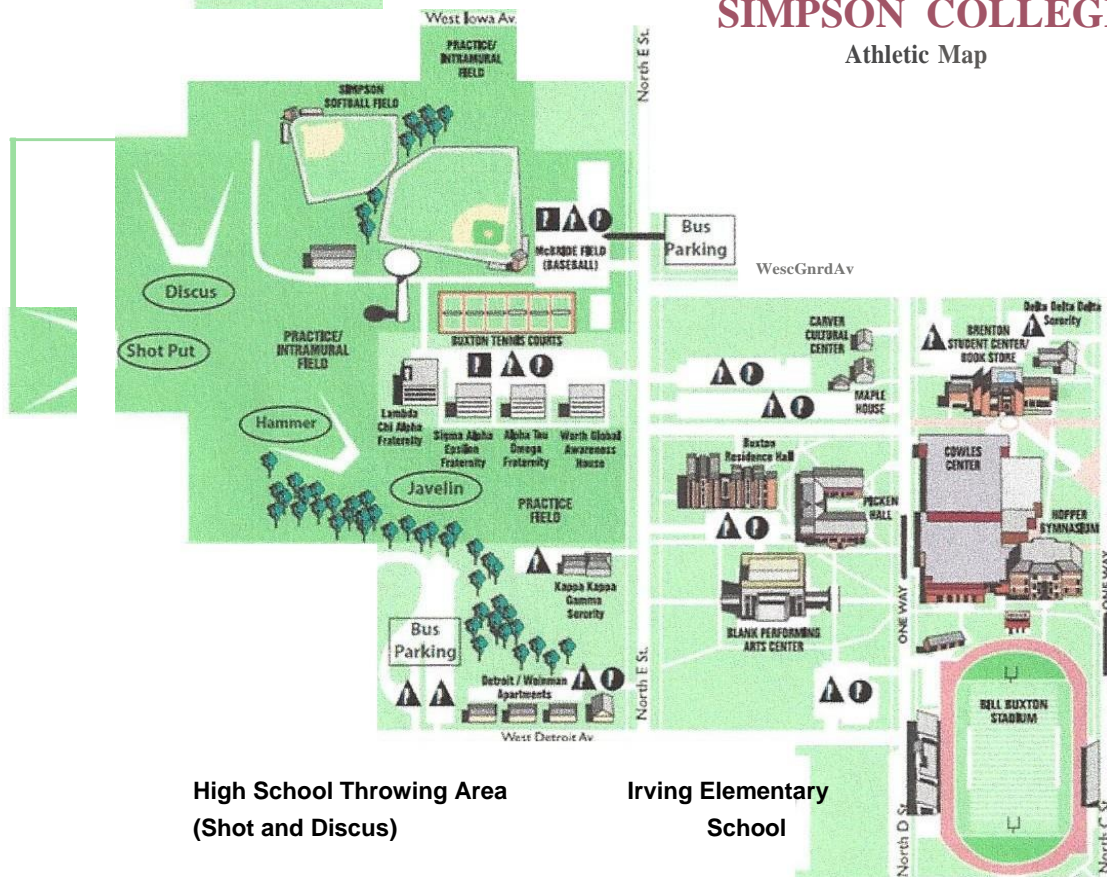 SIMPSON COLLEGE
Athletic Map
West Iowa Av.
PRACTICE/
INTRAMURAL
FIELD
North E St.
SIMPSON
SOFTBALL FIELD
McBRIDE FIELD
(BASEBALL)
Bus
Parking
WescGnrdAv
Discus
Shot Put
PRACTICE/
INTRAMURAL
FIELD
BUXTON TENNIS COURTS
CARVER
CULTURAL
CENTER
MAPLE
HOUSE
BRENTON
STUDENT CENTER/
BOOK STORE
Delta Delta Delta
Sorority
Hammer
Lambda
Chi Alpha
Fraternity
Sigma Alpha
Epsilon
Fraternity
Alpha Tau
Omega
Fraternity
Worth Global
Awareness
House
Javelin
PRACTICE
FIELD
Buxton
Residence Hall
PICKEN
HALL
COWLES
CENTER
HOPPER
GYMNASIUM
Kappa Kappa
Gamma
Sorority
BLANK PERFORMING
ARTS CENTER
ONE WAY
ONE WAY
Bus
Parking
Detroit / Weinman
Apartments
North E St.
West Detroit Av
BILL BUXTON
STADIUM
High School Throwing Area
(Shot and Discus)
Irving Elementary
School
North D St
North C St